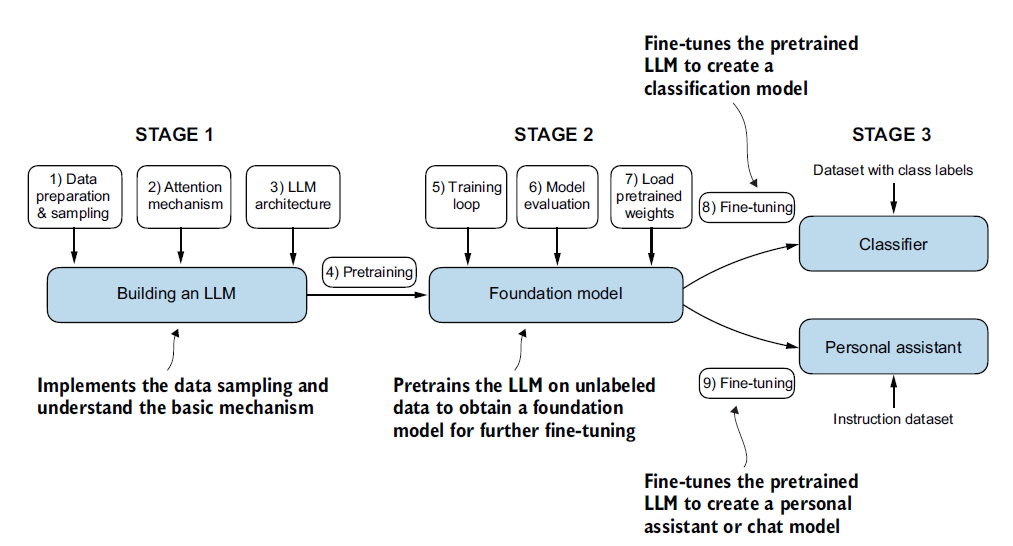 Fine-tunes the pretrained
LLM to create a
classification model
STAGE 1
STAGE 2
STAGE 3
1) Data
preparation
& sampling
2) Attention
mechanism
3) LLM
architecture
5) Training
loop
6) Model
evaluation
7) Load
pretrained
weights
8) Fine-tuning
Dataset with class labels
Classifier
4) Pretraining
Building an LLM
Foundation model
Personal assistant
9) Fine-tuning
Instruction dataset
Implements the data sampling and
understand the basic mechanism
Pretrains the LLM on unlabeled
data to obtain a foundation
model for further fine-tuning
Fine-tunes the pretrained
LLM to create a personal
assistant or chat model